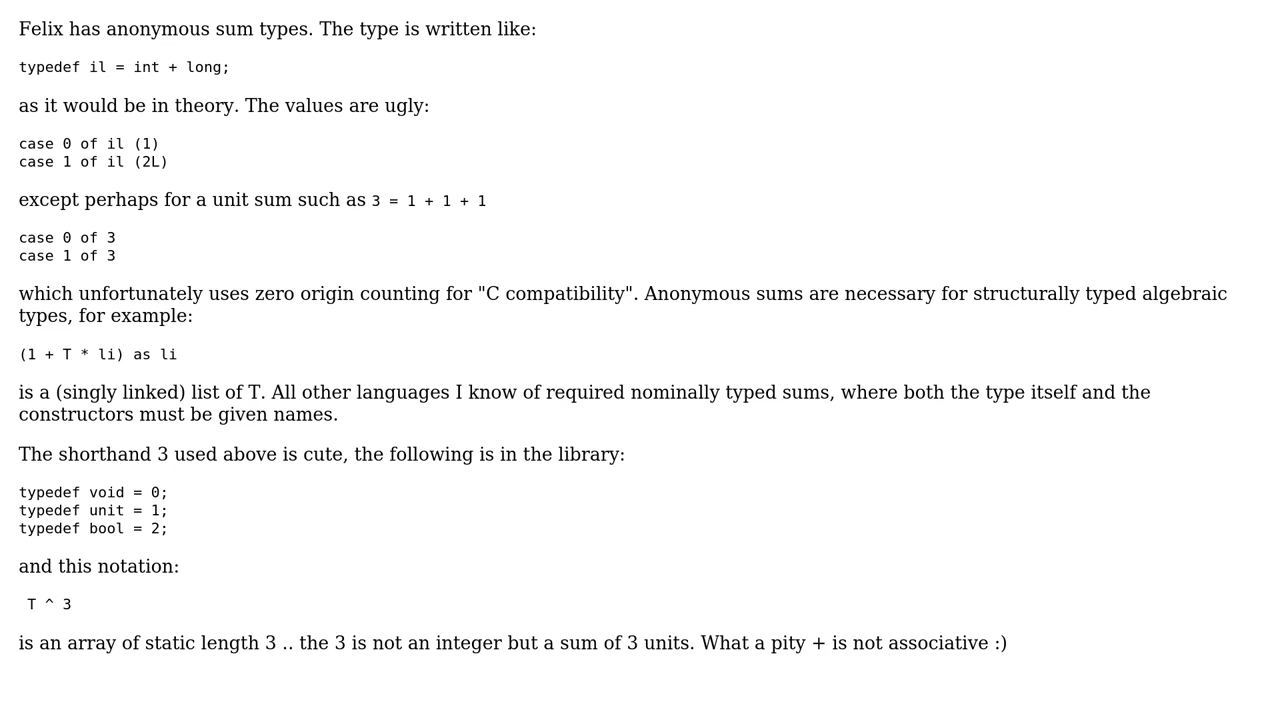 Felix has anonymous sum types. The type is written like:
typedef il = int + long;
as it would be in theory. The values are ugly:
case 0 of il (1)
case 1 of il (2L)
except perhaps for a unit sum such as 3 = 1 + 1 + 1
case 0 of 3
case 1 of 3
which unfortunately uses zero origin counting for "C compatibility". Anonymous sums are necessary for structurally typed algebraic
types, for example:
(1 + T * li) as li
is a (singly linked) list of T. All other languages I know of required nominally typed sums, where both the type itself and the
constructors must be given names.
The shorthand 3 used above is cute, the following is in the library:
typedef void = 0;
typedef unit = 1;
typedef bool = 2;
and this notation:
T ^ 3
is an array of static length 3 .. the 3 is not an integer but a sum of 3 units. What a pity + is not associative :)